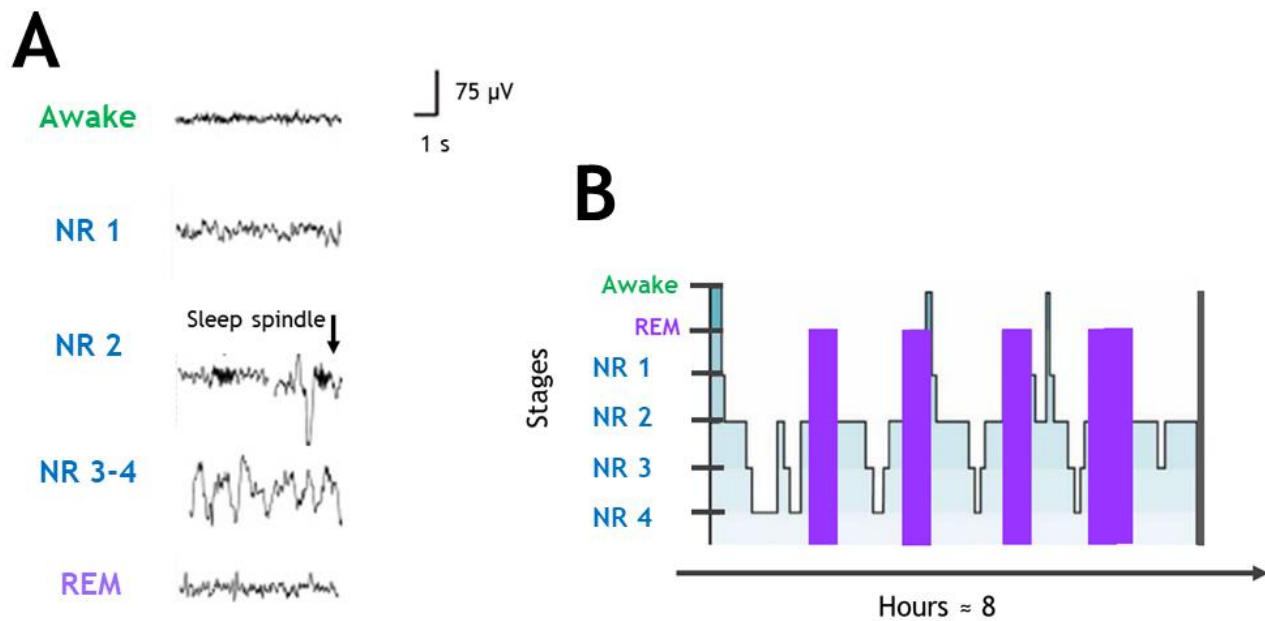 A
Awake
75 µV
1 s
NR 1
Sleep spindle
NR 2
NR 3-4
REM
B
Awake
REM
NR 1
NR 2
NR 3
NR 4
Stages
Hours ≈ 8